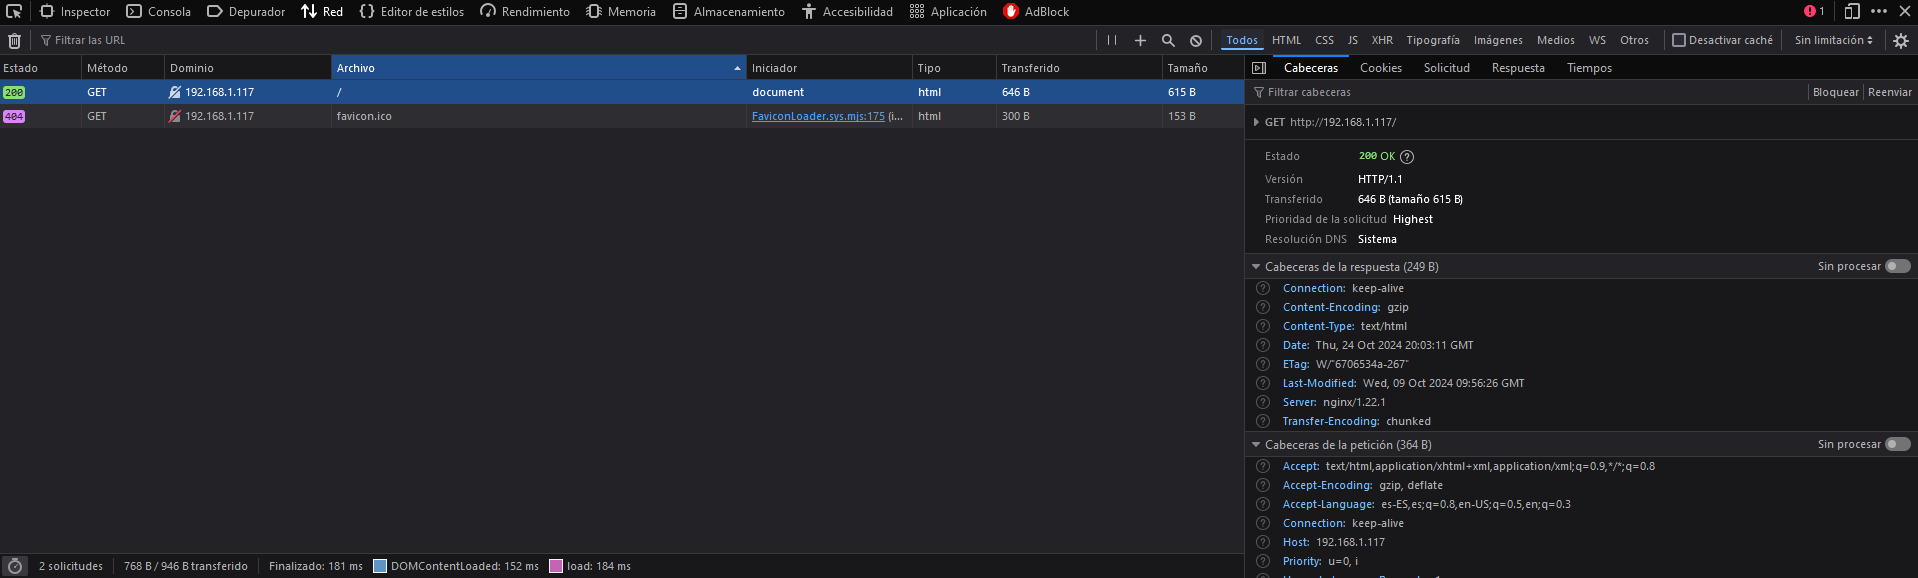 Inspector Consola Depurador Red Editor de estilos Rendimiento Memoria Almacenamiento Accesibilidad Aplicación AdBlock 1
Filtrar las URL Todos HTML CSS JS XHR Tipografía Imágenes Medios WS Otros Desactivar caché Sin limitación
Estado Método Dominio Archivo Iniciador Tipo Transferido Tamaño
200 GET 192.168.1.117 / document html 646 B 615 B
404 GET 192.168.1.117 favicon.ico FaviconLoader.sys.mjs:175 (i... html 300 B 153 B
Cabeceras Cookies Solicitud Respuesta Tiempos
Filtrar cabeceras Bloquear Reenviar
GET http://192.168.1.117/
Estado 200 OK
Versión HTTP/1.1
Transferido 646 B (tamaño 615 B)
Prioridad de la solicitud Highest
Resolución DNS Sistema
Cabeceras de la respuesta (249 B) Sin procesar
Connection: keep-alive
Content-Encoding: gzip
Content-Type: text/html
Date: Thu, 24 Oct 2024 20:03:11 GMT
ETag: W/"6706534a-267"
Last-Modified: Wed, 09 Oct 2024 09:56:26 GMT
Server: nginx/1.22.1
Transfer-Encoding: chunked
Cabeceras de la petición (364 B) Sin procesar
Accept: text/html,application/xhtml+xml,application/xml;q=0.9,*/*;q=0.8
Accept-Encoding: gzip, deflate
Accept-Language: es-ES,es;q=0.8,en-US;q=0.5,en;q=0.3
Connection: keep-alive
Host: 192.168.1.117
Priority: u=0, i
2 solicitudes 768 B / 946 B transferido Finalizado: 181 ms DOMContentLoaded: 152 ms load: 184 ms